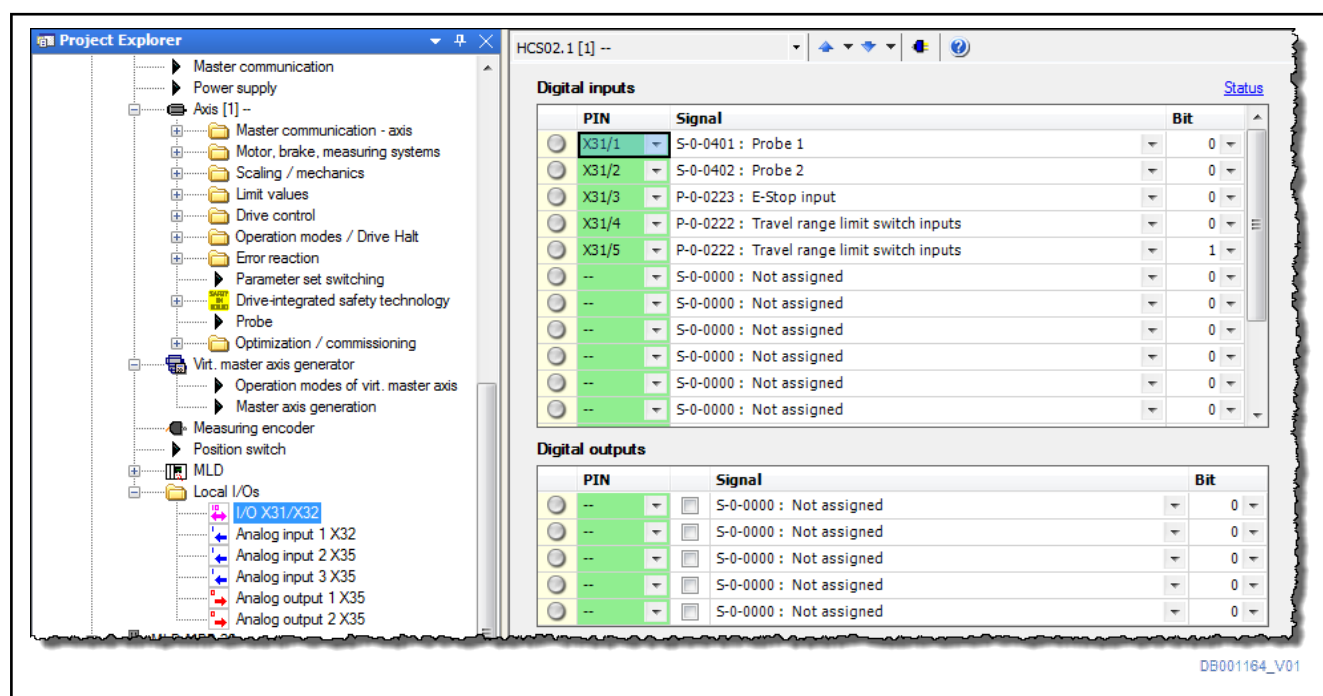 Project Explorer
Master communication
Power supply
Axis [1] --
Master communication - axis
Motor, brake, measuring systems
Scaling / mechanics
Limit values
Drive control
Operation modes / Drive Halt
Error reaction
Parameter set switching
Drive-integrated safety technology
Probe
Optimization / commissioning
Virt. master axis generator
Operation modes of virt. master axis
Master axis generation
Measuring encoder
Position switch
MLD
Local I/Os
I/O X31/X32
Analog input 1 X32
Analog input 2 X35
Analog input 3 X35
Analog output 1 X35
Analog output 2 X35
HCS02.1 [1] --
Digital inputs Status
PIN Signal Bit
X31/1 S-0-0401 : Probe 1 0
X31/2 S-0-0402 : Probe 2 0
X31/3 P-0-0223 : E-Stop input 0
X31/4 P-0-0222 : Travel range limit switch inputs 0
X31/5 P-0-0222 : Travel range limit switch inputs 1
-- S-0-0000 : Not assigned 0
-- S-0-0000 : Not assigned 0
-- S-0-0000 : Not assigned 0
-- S-0-0000 : Not assigned 0
-- S-0-0000 : Not assigned 0
-- S-0-0000 : Not assigned 0
Digital outputs
PIN Signal Bit
-- S-0-0000 : Not assigned 0
-- S-0-0000 : Not assigned 0
-- S-0-0000 : Not assigned 0
-- S-0-0000 : Not assigned 0
-- S-0-0000 : Not assigned 0
DB001164_V01